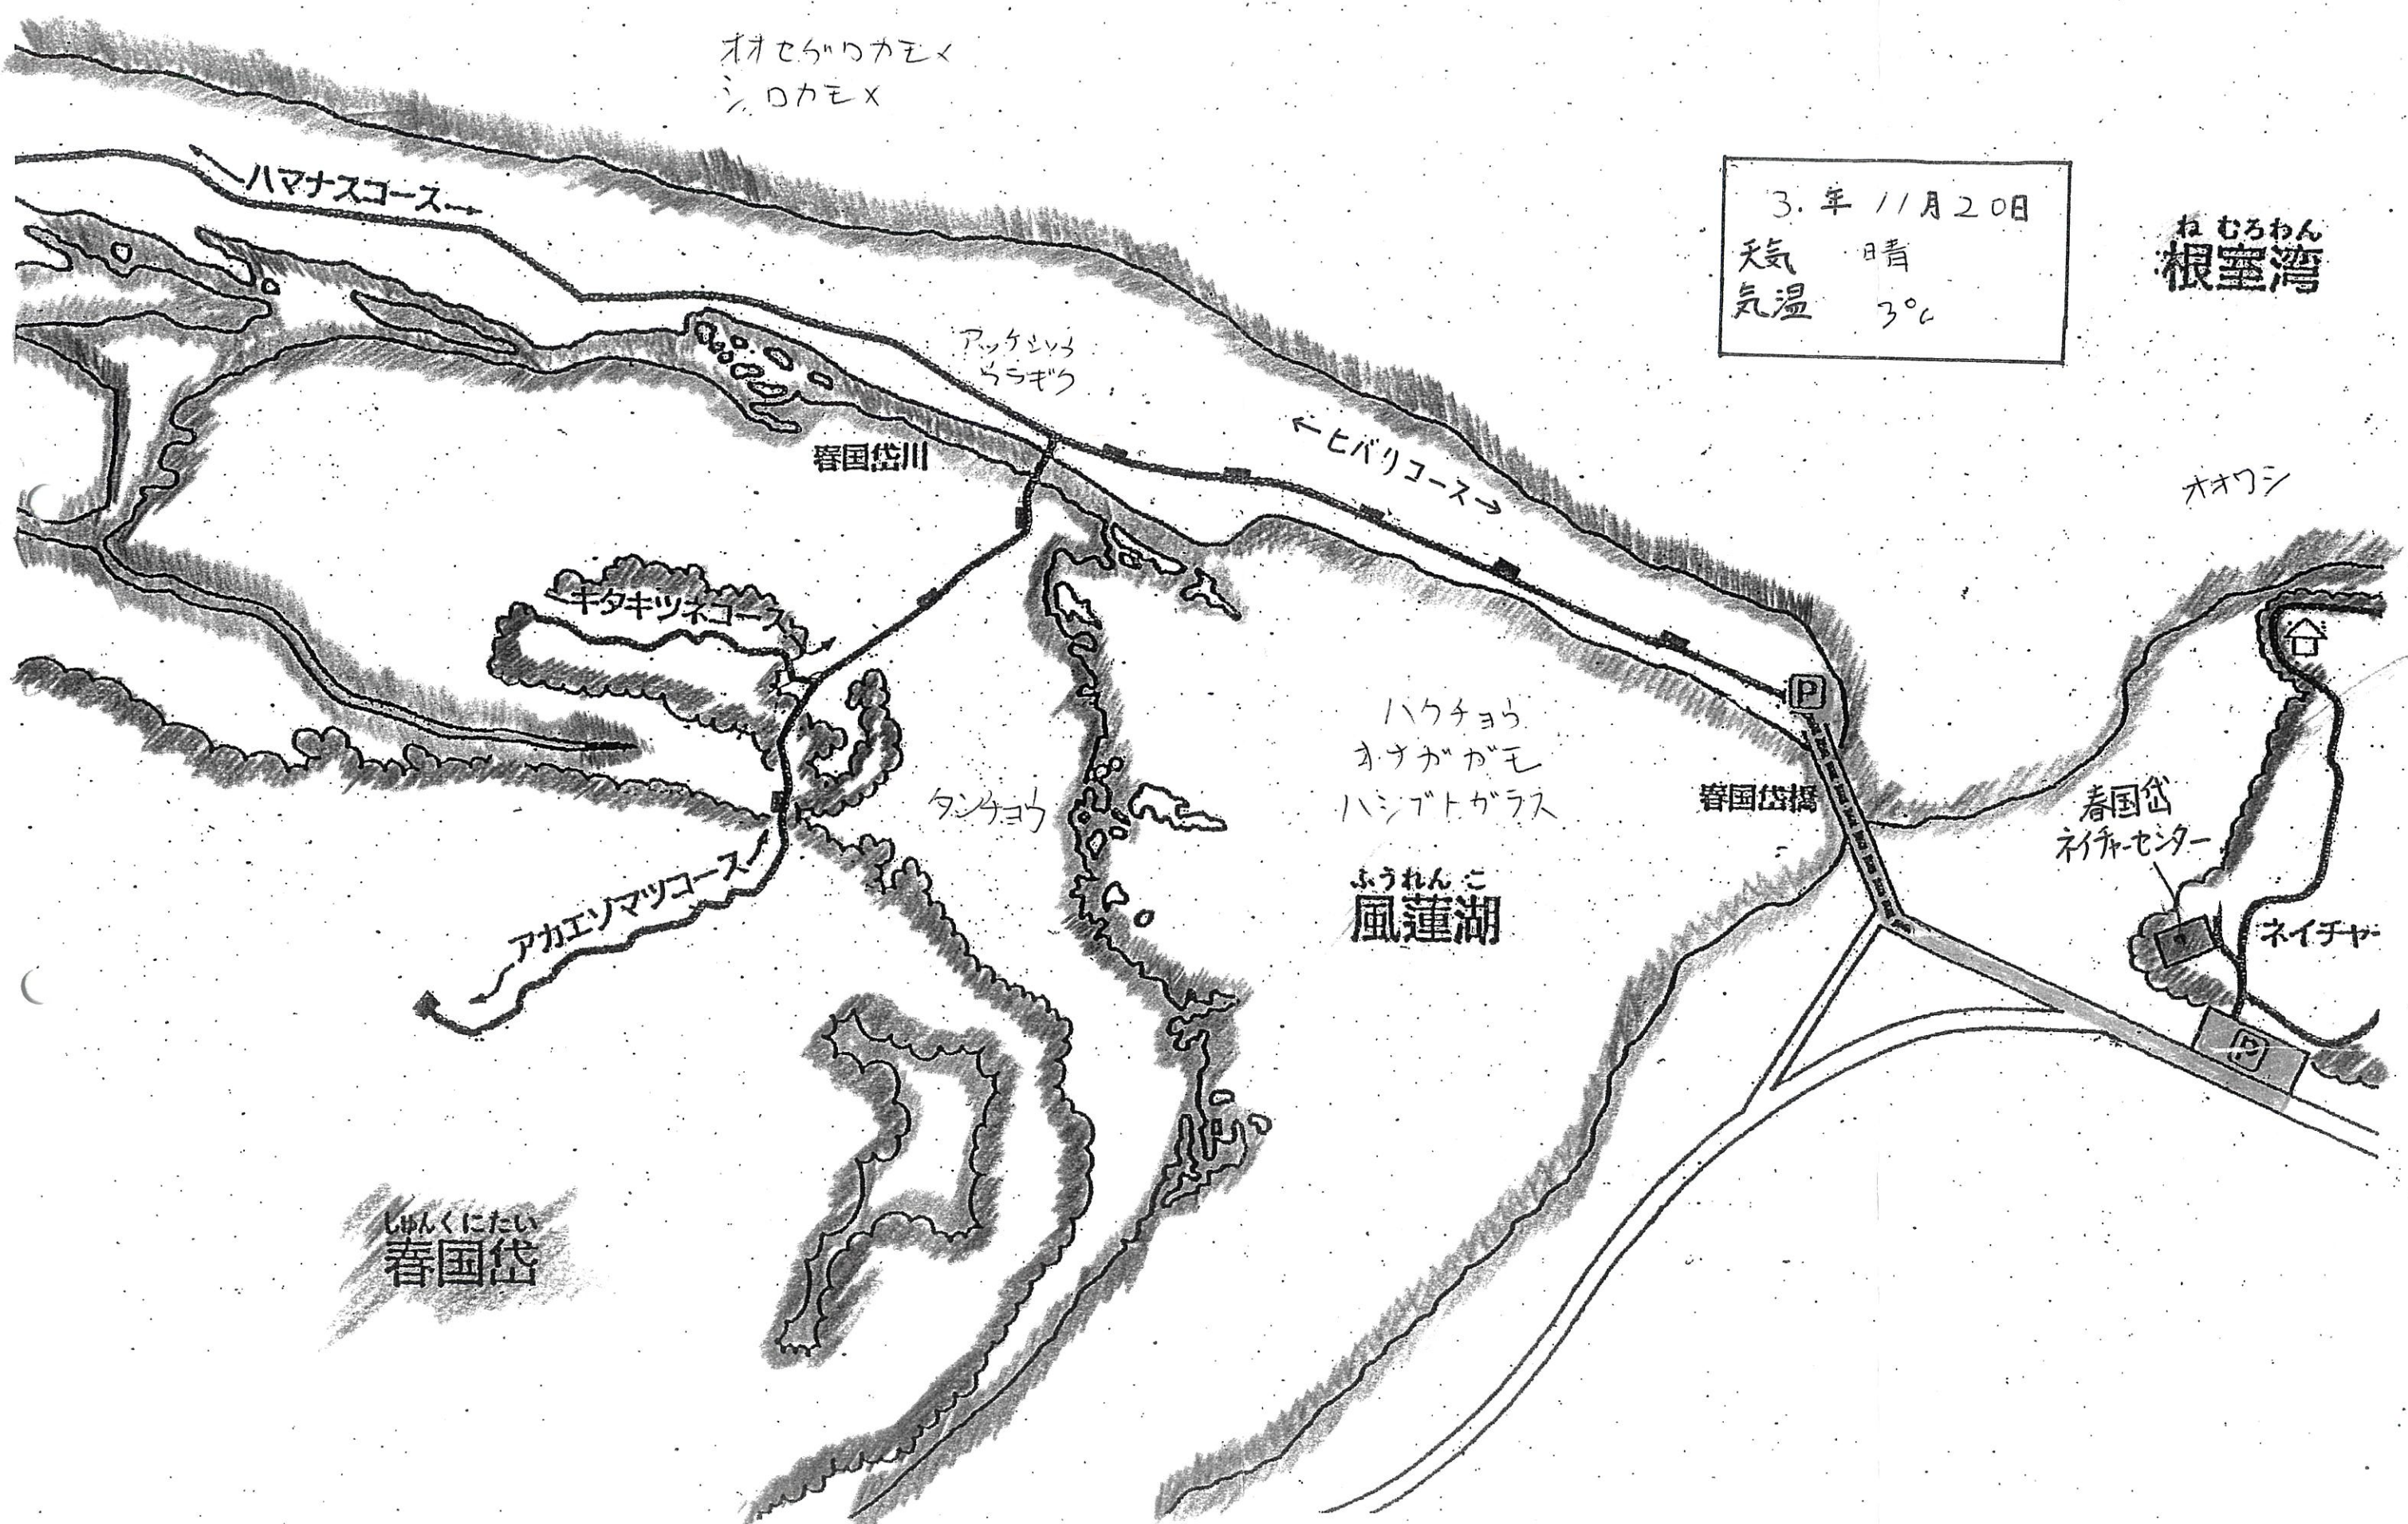 オオセグロカモメ
シロカモメ
ハマナスコース
3.年11月20日
天気 晴
気温 3℃
ねむろわん
根室湾
アッケシソウ
ウラギク
春国岱川
ヒバリコース
オオワシ
キタキツネコース
P
ハクチョウ
オナガガモ
ハシブトガラス
タンチョウ
春国岱橋
春国岱
ネイチャーセンター
アカエゾマツコース
ふうれんこ
風蓮湖
ネイチャー
P
しゅんくにたい
春国岱